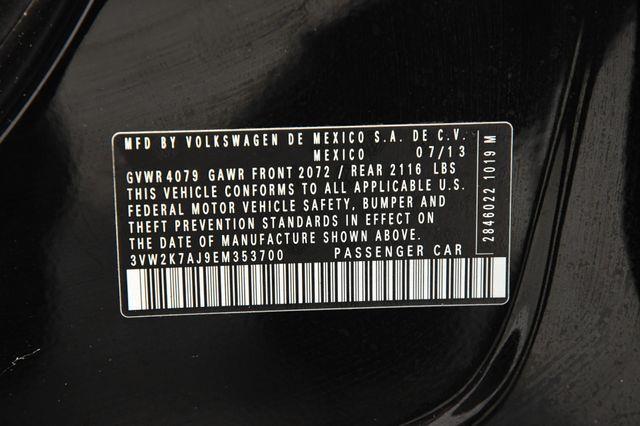 MFD BY VOLKSWAGEN DE MEXICO S.A. DE C.V.
MEXICO 07/13
GVWR 4079 GAWR FRONT 2072 / REAR 2116 LBS
THIS VEHICLE CONFORMS TO ALL APPLICABLE U.S.
FEDERAL MOTOR VEHICLE SAFETY, BUMPER AND
THEFT PREVENTION STANDARDS IN EFFECT ON
THE DATE OF MANUFACTURE SHOWN ABOVE.
3VW2K7AJ9EM353700 PASSENGER CAR
2846022 1019 M